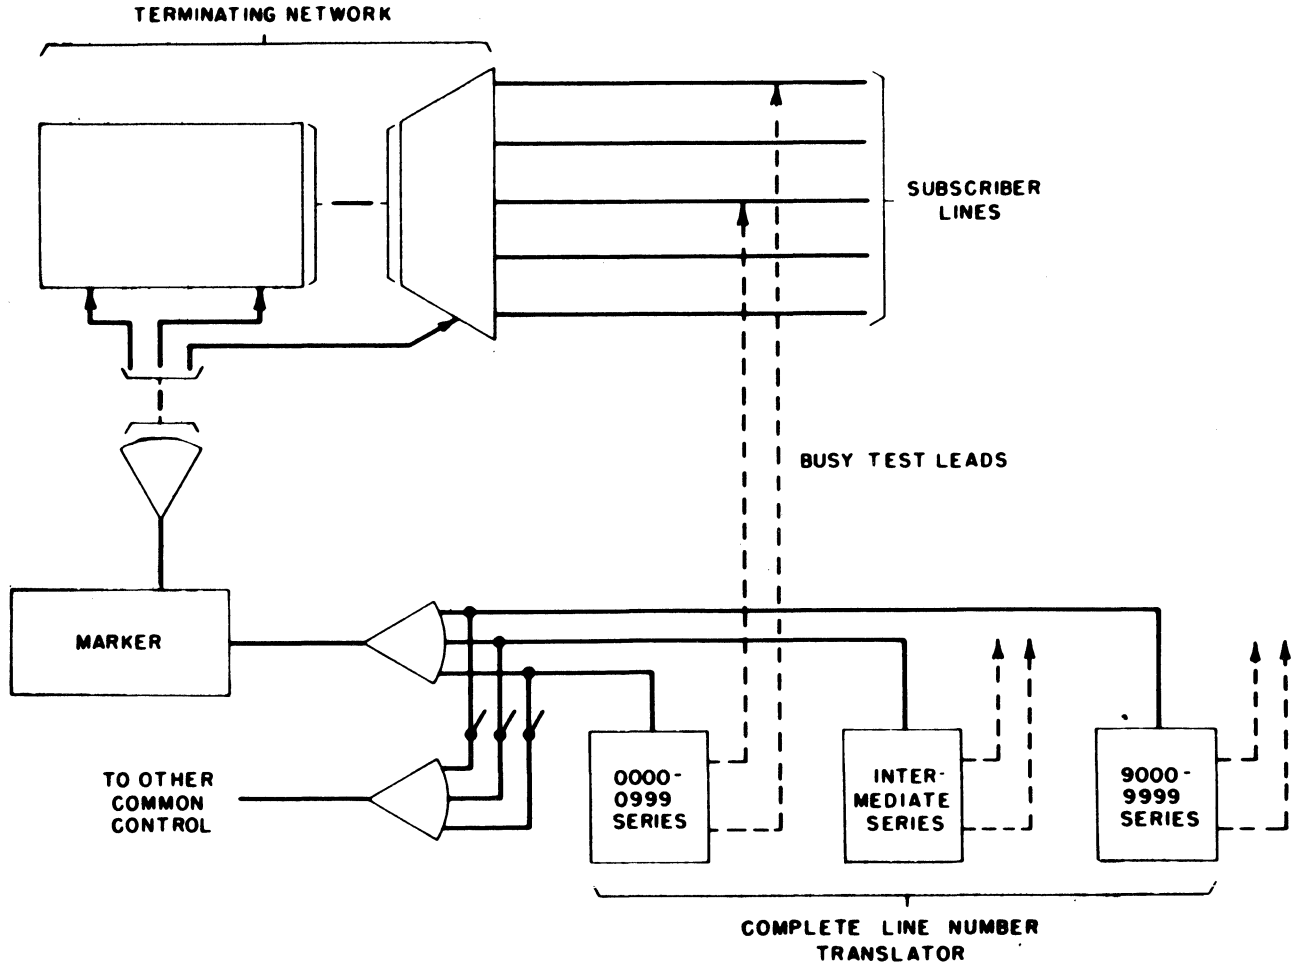 TERMINATING NETWORK
SUBSCRIBER
LINES
BUSY TEST LEADS
MARKER
TO OTHER
COMMON
CONTROL
0000-
0999
SERIES
INTER-
MEDIATE
SERIES
9000-
9999
SERIES
COMPLETE LINE NUMBER
TRANSLATOR